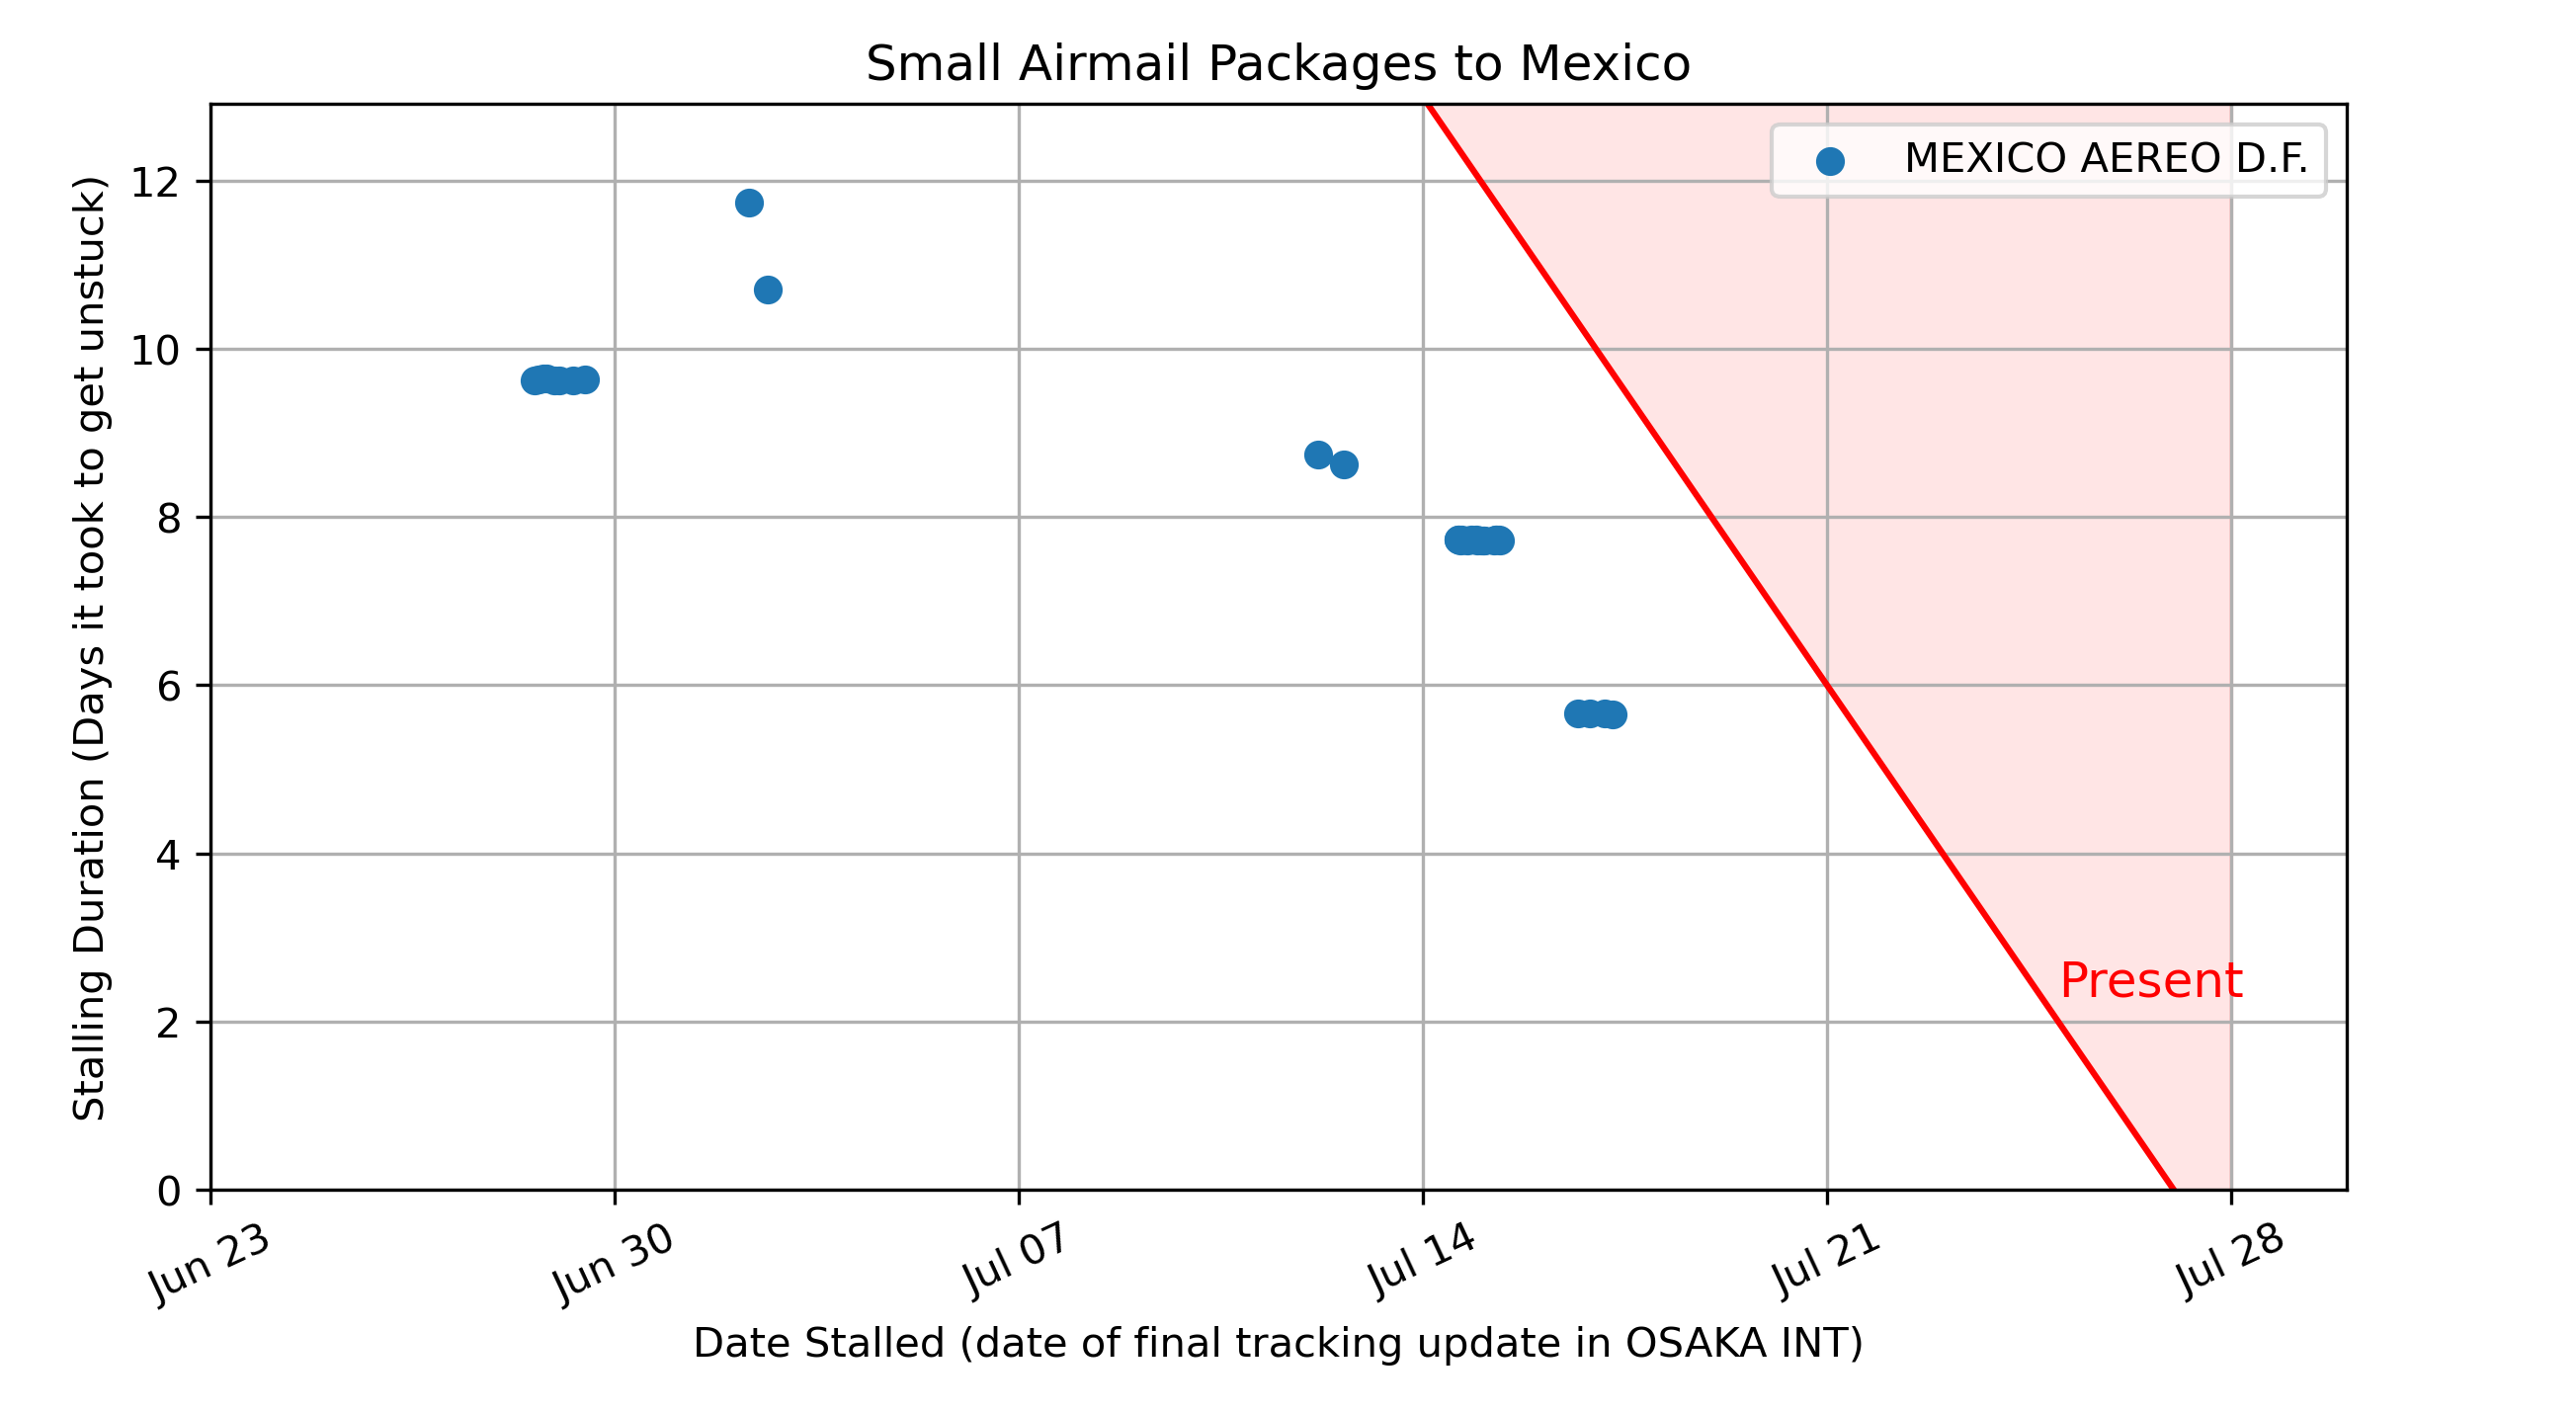 Small Airmail Packages to Mexico
MEXICO AEREO D.F.
Stalling Duration (Days it took to get unstuck)
12
10
8
6
4
2
0
Present
Jun 23
Jun 30
Jul 07
Jul 14
Jul 21
Jul 28
Date Stalled (date of final tracking update in OSAKA INT)